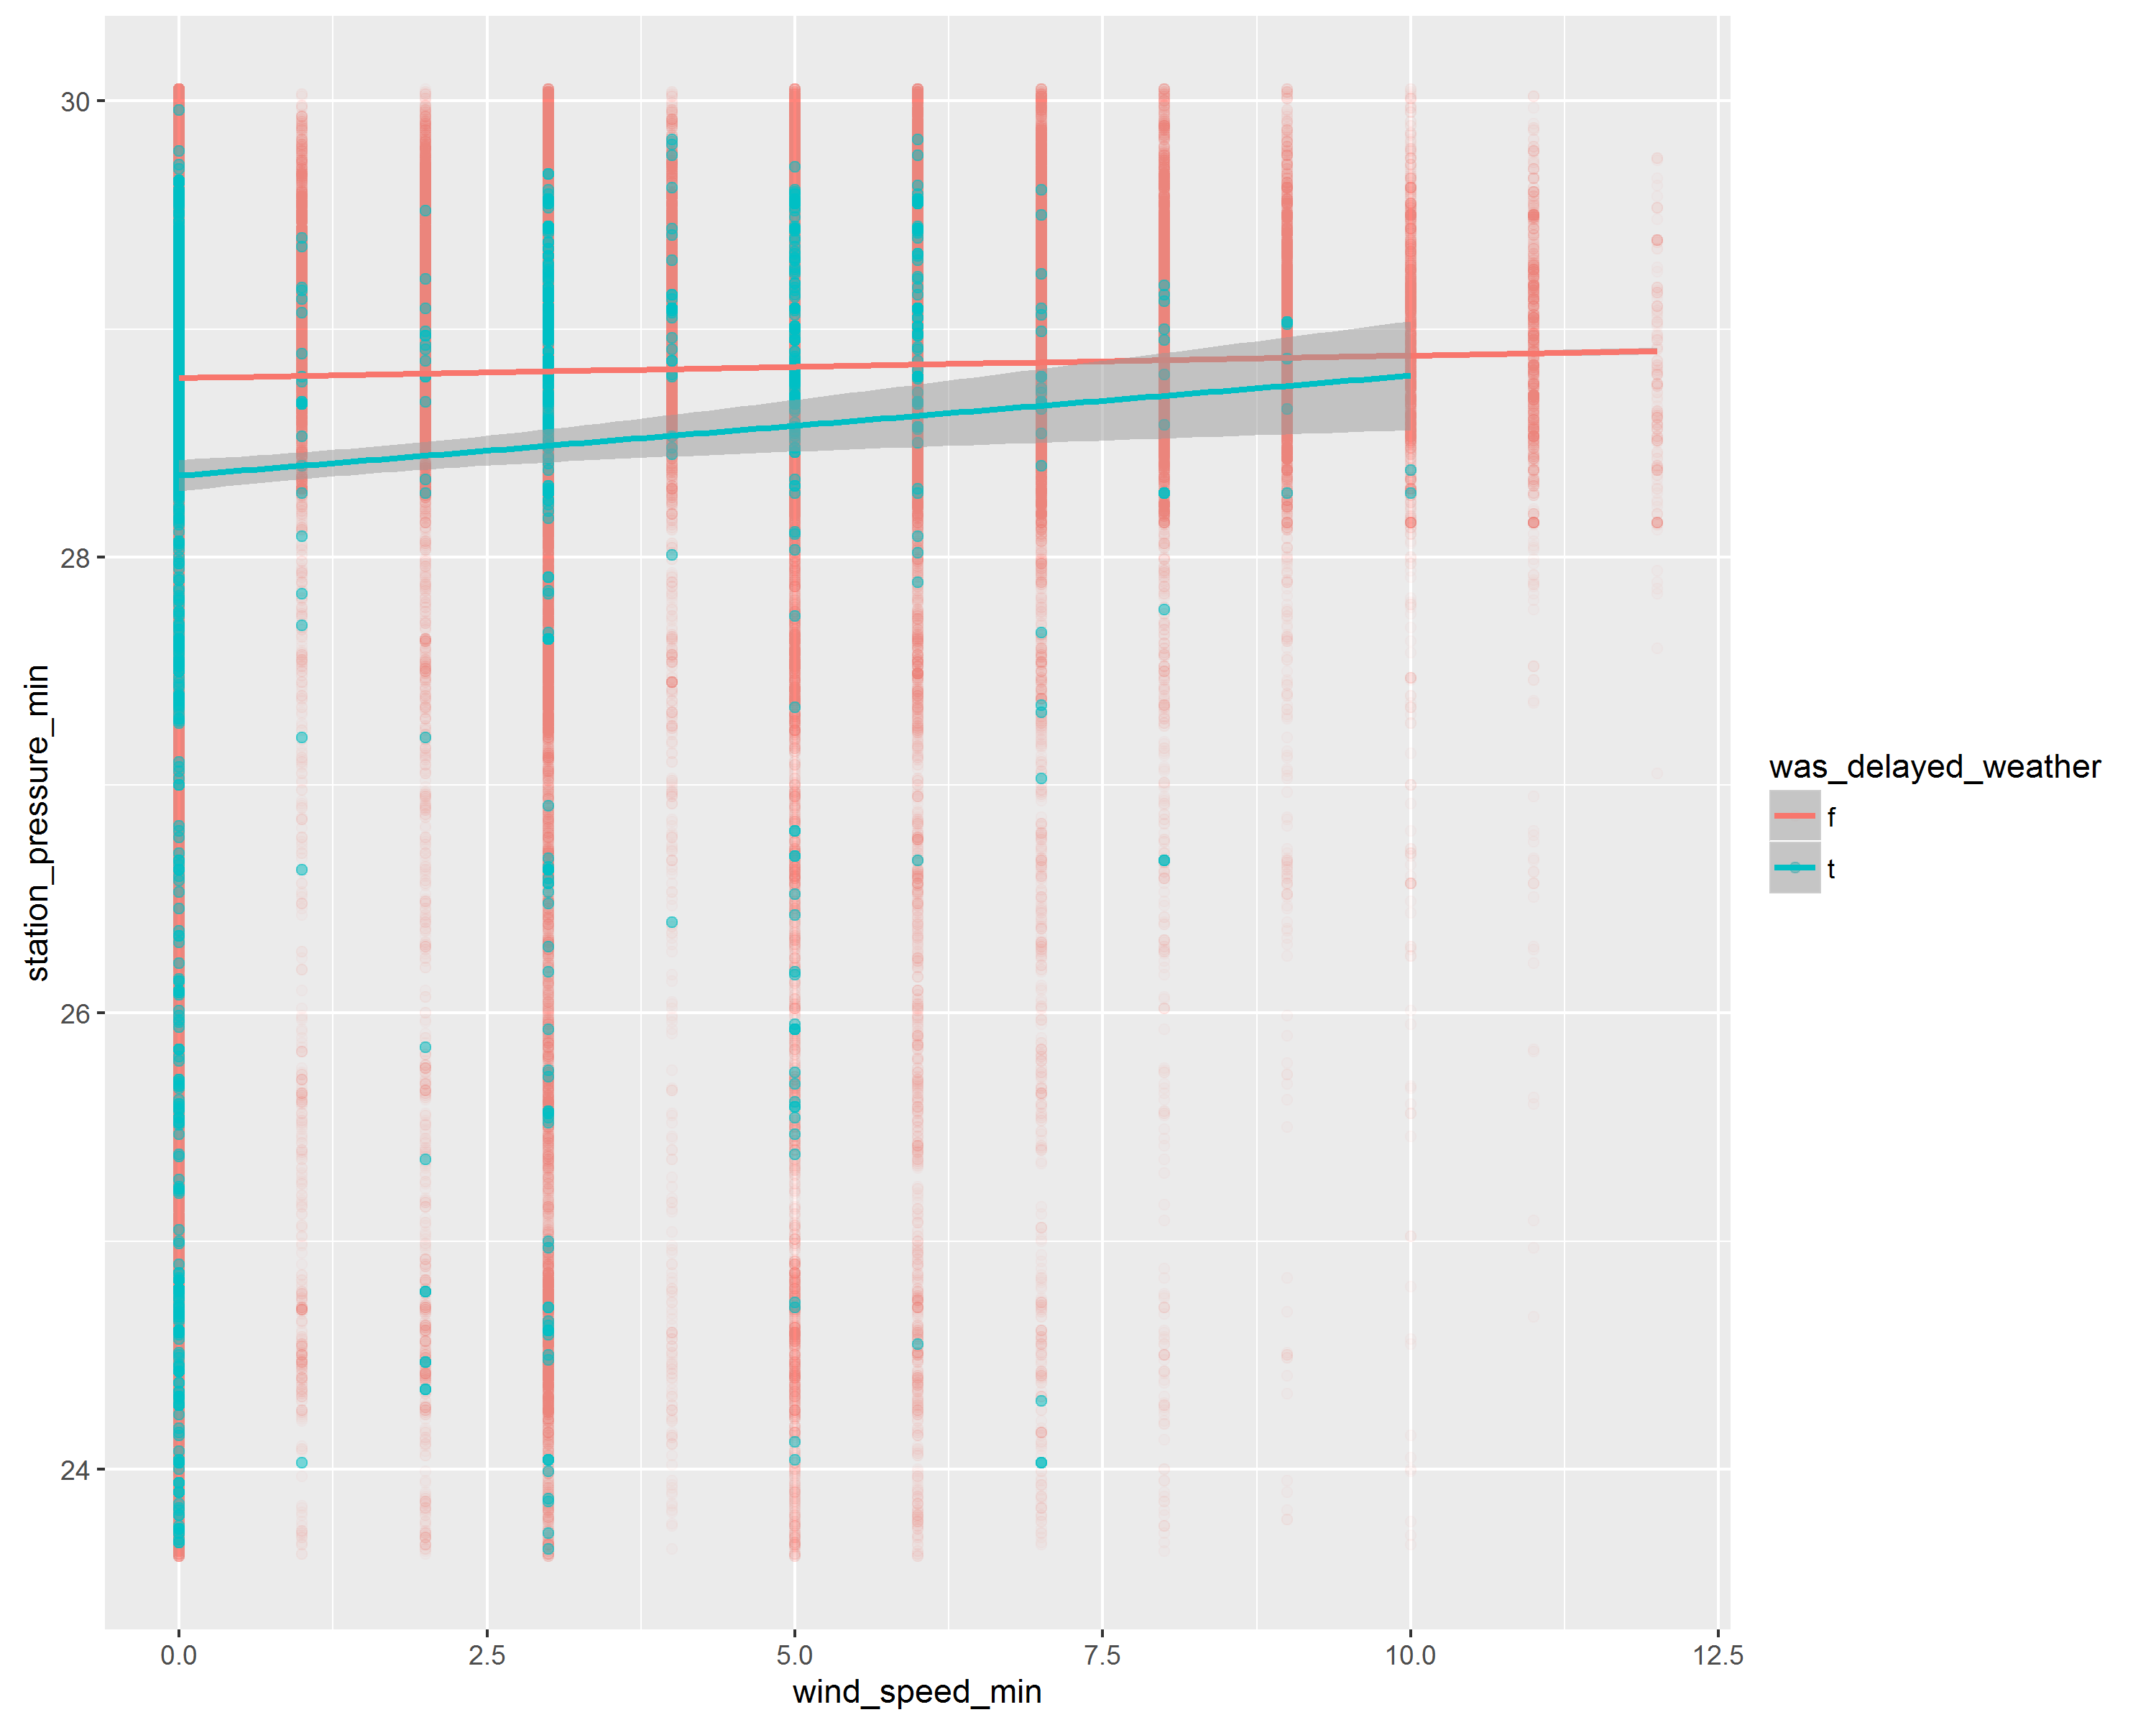 30
28
26
24
station_pressure_min
0.0 2.5 5.0 7.5 10.0 12.5
wind_speed_min
was_delayed_weather
f
t